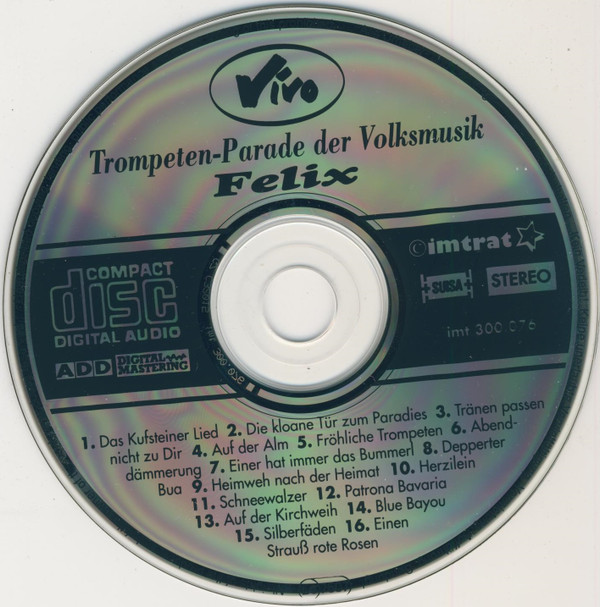 Vivo
Trompeten-Parade der Volksmusik
Felix
COMPACT
disc
DIGITAL AUDIO
ADD DIGITAL MASTERING
©imtrat
SUISA STEREO
imt 300 076
1. Das Kufsteiner Lied 2. Die kloane Tür zum Paradies 3. Tränen passen
nicht zu Dir 4. Auf der Alm 5. Fröhliche Trompeten 6. Abend-
dämmerung 7. Einer hat immer das Bummerl 8. Depperter
Bua 9. Heimweh nach der Heimat 10. Herzilein
11. Schneewalzer 12. Patrona Bavaria
13. Auf der Kirchweih 14. Blue Bayou
15. Silberfäden 16. Einen
Strauß rote Rosen